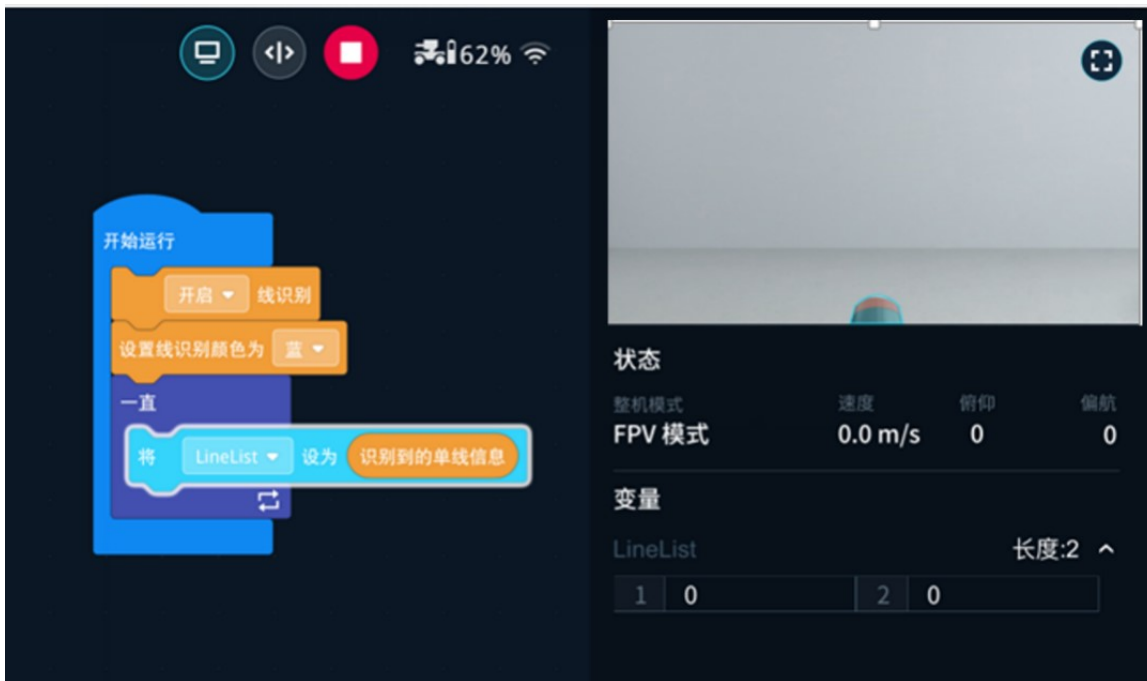 62%
开始运行
开启 线识别
设置线识别颜色为 蓝
一直
将 LineList 设为 识别到的单线信息
状态
整机模式 速度 俯仰 偏航
FPV 模式 0.0 m/s 0 0
变量
LineList 长度:2
1 0 2 0